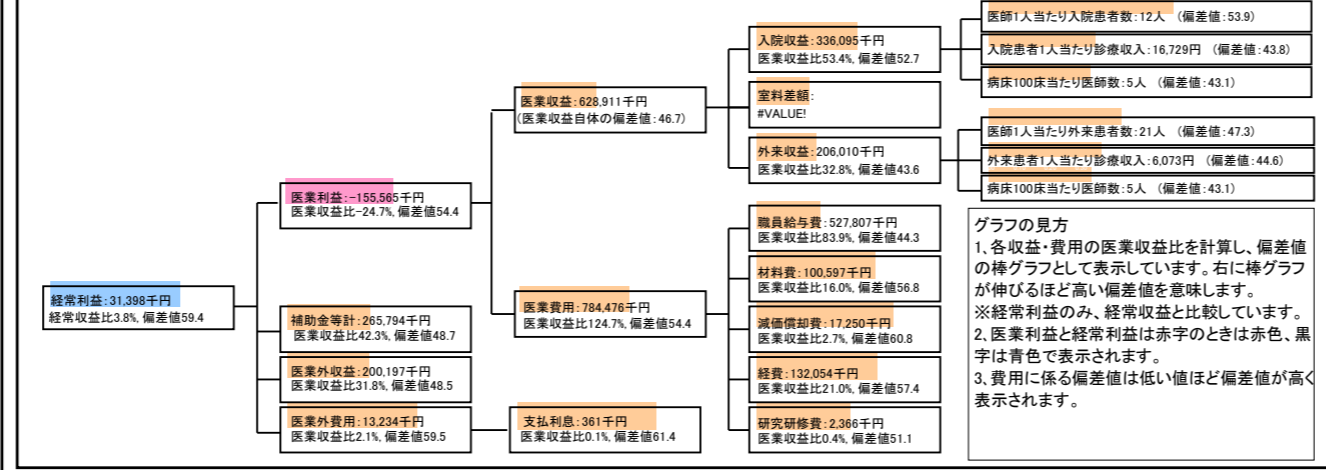 経常利益:31,398千円
経常収益比3.8%, 偏差値59.4
医業利益:-155,565千円
医業収益比-24.7%, 偏差値54.4
補助金等計:265,794千円
医業収益比42.3%, 偏差値48.7
医業外収益:200,197千円
医業収益比31.8%, 偏差値48.5
医業外費用:13,234千円
医業収益比2.1%, 偏差値59.5
医業収益:628,911千円
(医業収益自体の偏差値:46.7)
医業費用:784,476千円
医業収益比124.7%, 偏差値54.4
支払利息:361千円
医業収益比0.1%, 偏差値61.4
入院収益:336,095千円
医業収益比53.4%, 偏差値52.7
室料差額:
#VALUE!
外来収益:206,010千円
医業収益比32.8%, 偏差値43.6
職員給与費:527,807千円
医業収益比83.9%, 偏差値44.3
材料費:100,597千円
医業収益比16.0%, 偏差値56.8
減価償却費:17,250千円
医業収益比2.7%, 偏差値60.8
経費:132,054千円
医業収益比21.0%, 偏差値57.4
研究研修費:2,366千円
医業収益比0.4%, 偏差値51.1
医師1人当たり入院患者数:12人 (偏差値:53.9)
入院患者1人当たり診療収入:16,729円 (偏差値:43.8)
病床100床当たり医師数:5人 (偏差値:43.1)
医師1人当たり外来患者数:21人 (偏差値:47.3)
外来患者1人当たり診療収入:6,073円 (偏差値:44.6)
病床100床当たり医師数:5人 (偏差値:43.1)
グラフの見方
1、各収益・費用の医業収益比を計算し、偏差値
の棒グラフとして表示しています。右に棒グラフ
が伸びるほど高い偏差値を意味します。
※経常利益のみ、経常収益と比較しています。
2、医業利益と経常利益は赤字のときは赤色、黒
字は青色で表示されます。
3、費用に係る偏差値は低い値ほど偏差値が高く
表示されます。